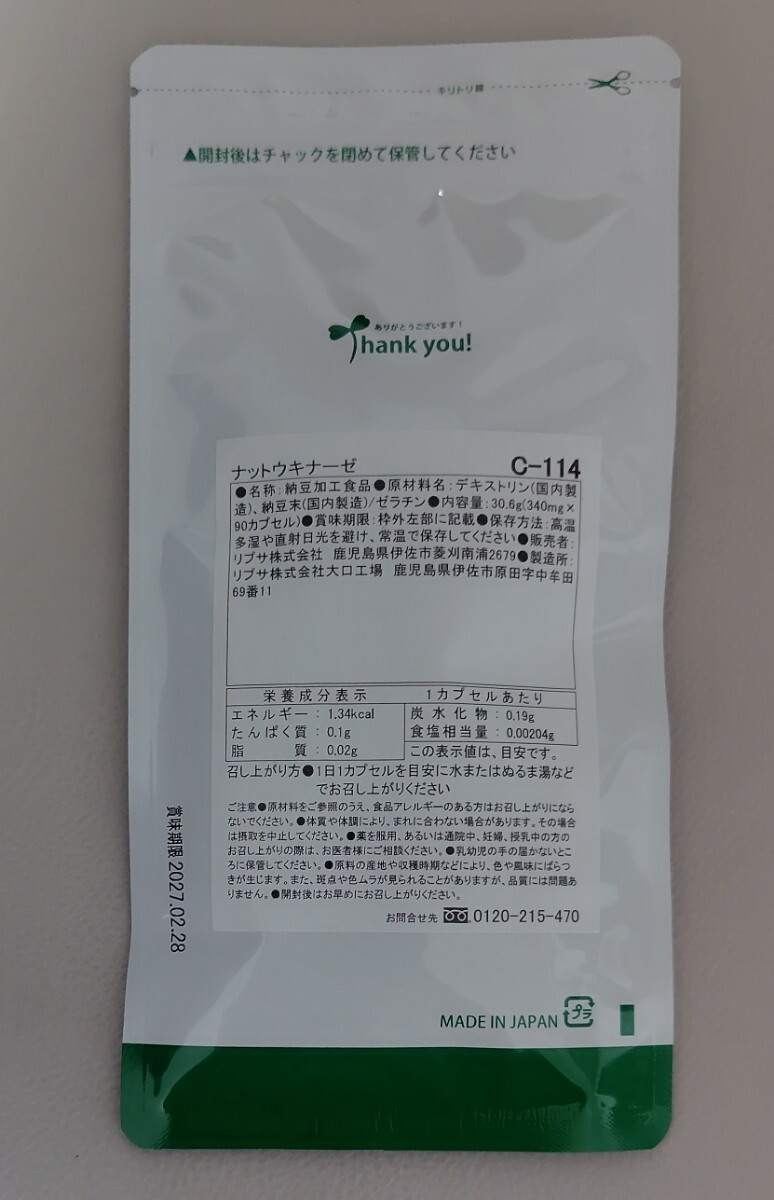 キリトリ線
▲開封後はチャックを閉めて保管してください
ありがとうございます!
Thank you!
ナットウキナーゼ C-114
●名称:納豆加工食品●原材料名:デキストリン(国内製
造)、納豆末(国内製造)/ゼラチン●内容量:30.6g(340mg×
90カプセル)●賞味期限:枠外左部に記載●保存方法:高温
多湿や直射日光を避け、常温で保存してください●販売者:
リプサ株式会社 鹿児島県伊佐市菱刈南浦2679●製造所:
リプサ株式会社大口工場 鹿児島県伊佐市原田字中牟田
69番11
栄養成分表示 1カプセルあたり
エネルギー:1.34kcal 炭水化物:0.19g
たんぱく質:0.1g 食塩相当量:0.00204g
脂質:0.02g この表示値は、目安です。
召し上がり方●1日1カプセルを目安に水またはぬるま湯など
でお召し上がりください
ご注意●原材料をご参照のうえ、食品アレルギーのある方はお召し上がりになら
ないでください。●体質や体調により、まれに合わない場合があります。その場合
は摂取を中止してください。●薬を服用、あるいは通院中、妊婦、授乳中の方の
お召し上がりの際は、お医者様にご相談ください。●乳幼児の手の届かないとこ
ろに保管してください。●原料の産地や収穫時期などにより、色や風味にばらつ
きが生じます。また、斑点や色ムラが見られることがありますが、品質には問題あ
りません。●開封後はお早めにお召し上がりください。
お問合せ先 0120-215-470
賞味期限 2027.02.28
MADE IN JAPAN プラ